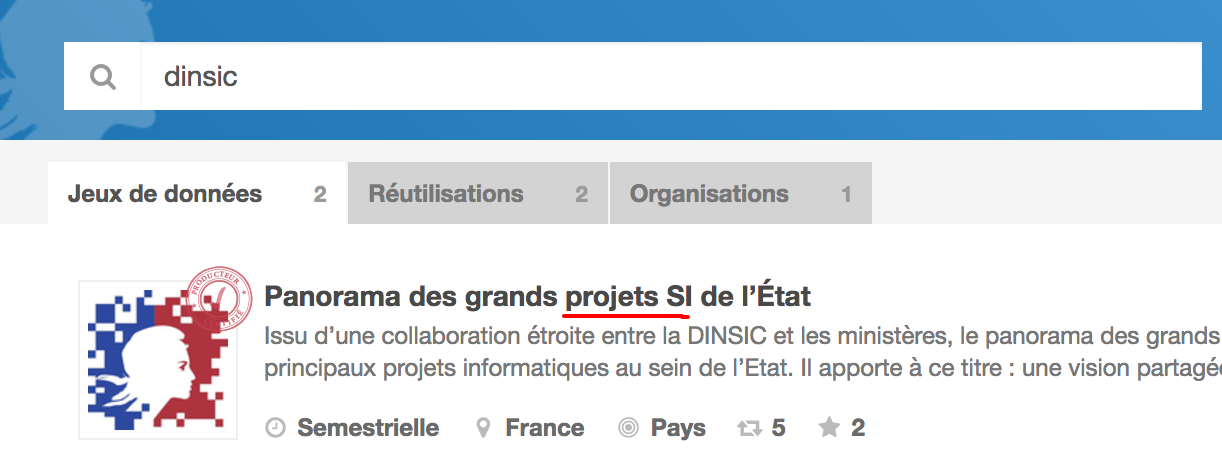 dinsic
Jeux de données 2 Réutilisations 2 Organisations 1
PRODUCTEUR
Panorama des grands projets SI de l'État
Issu d'une collaboration étroite entre la DINSIC et les ministères, le panorama des grands
principaux projets informatiques au sein de l'Etat. Il apporte à ce titre : une vision partagée
Semestrielle France Pays 5 2